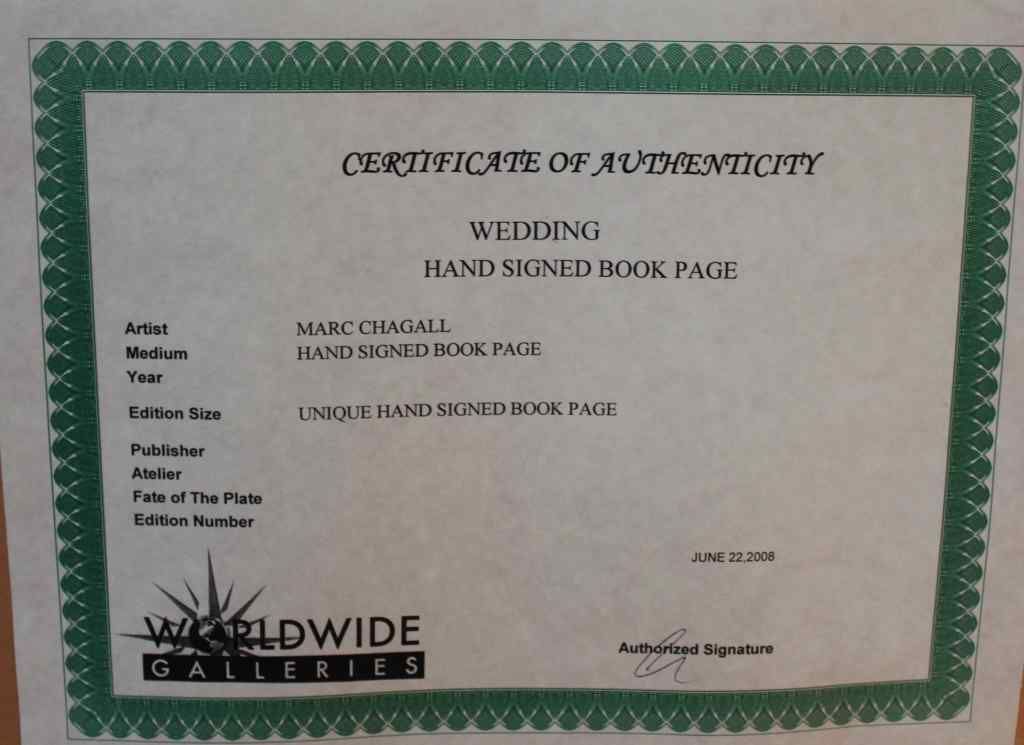 CERTIFICATE OF AUTHENTICITY
WEDDING
HAND SIGNED BOOK PAGE
Artist MARC CHAGALL
Medium HAND SIGNED BOOK PAGE
Year
Edition Size UNIQUE HAND SIGNED BOOK PAGE
Publisher
Atelier
Fate of The Plate
Edition Number
JUNE 22,2008
WORLDWIDE
GALLERIES
Authorized Signature